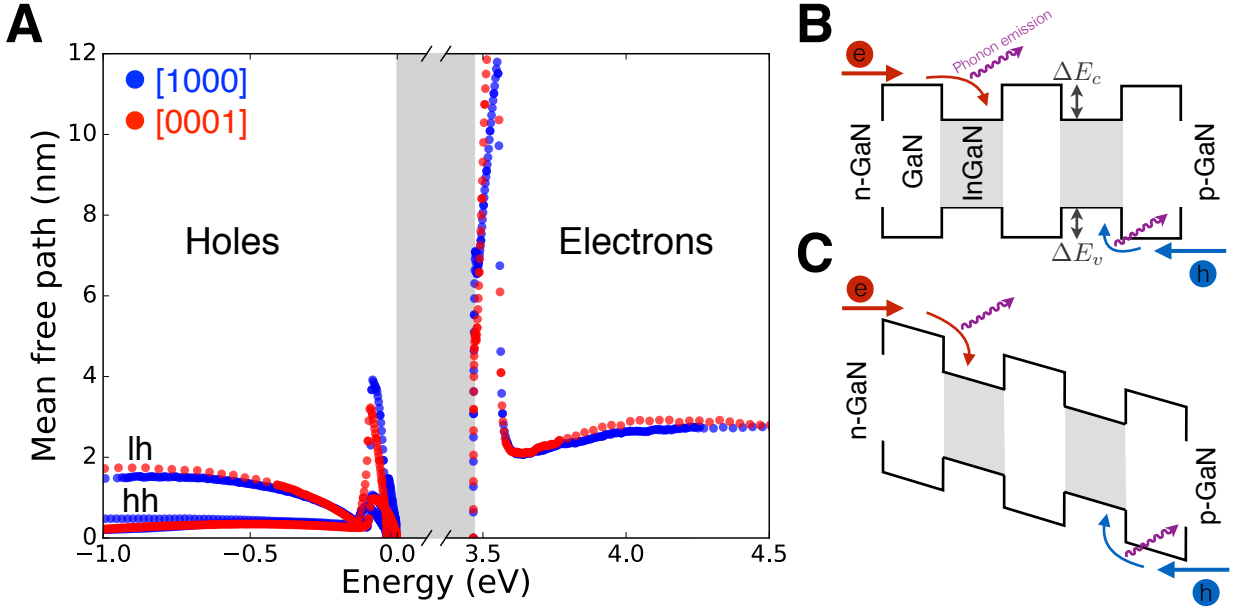 A
Mean free path (nm)
12
10
8
6
4
2
0
[1000]
[0001]
Holes
Electrons
lh
hh
−1.0
−0.5
0.0
3.5
4.0
4.5
Energy (eV)
B
e
Phonon emission
ΔE_c
n-GaN
GaN
InGaN
p-GaN
ΔE_v
h
C
e
n-GaN
p-GaN
h